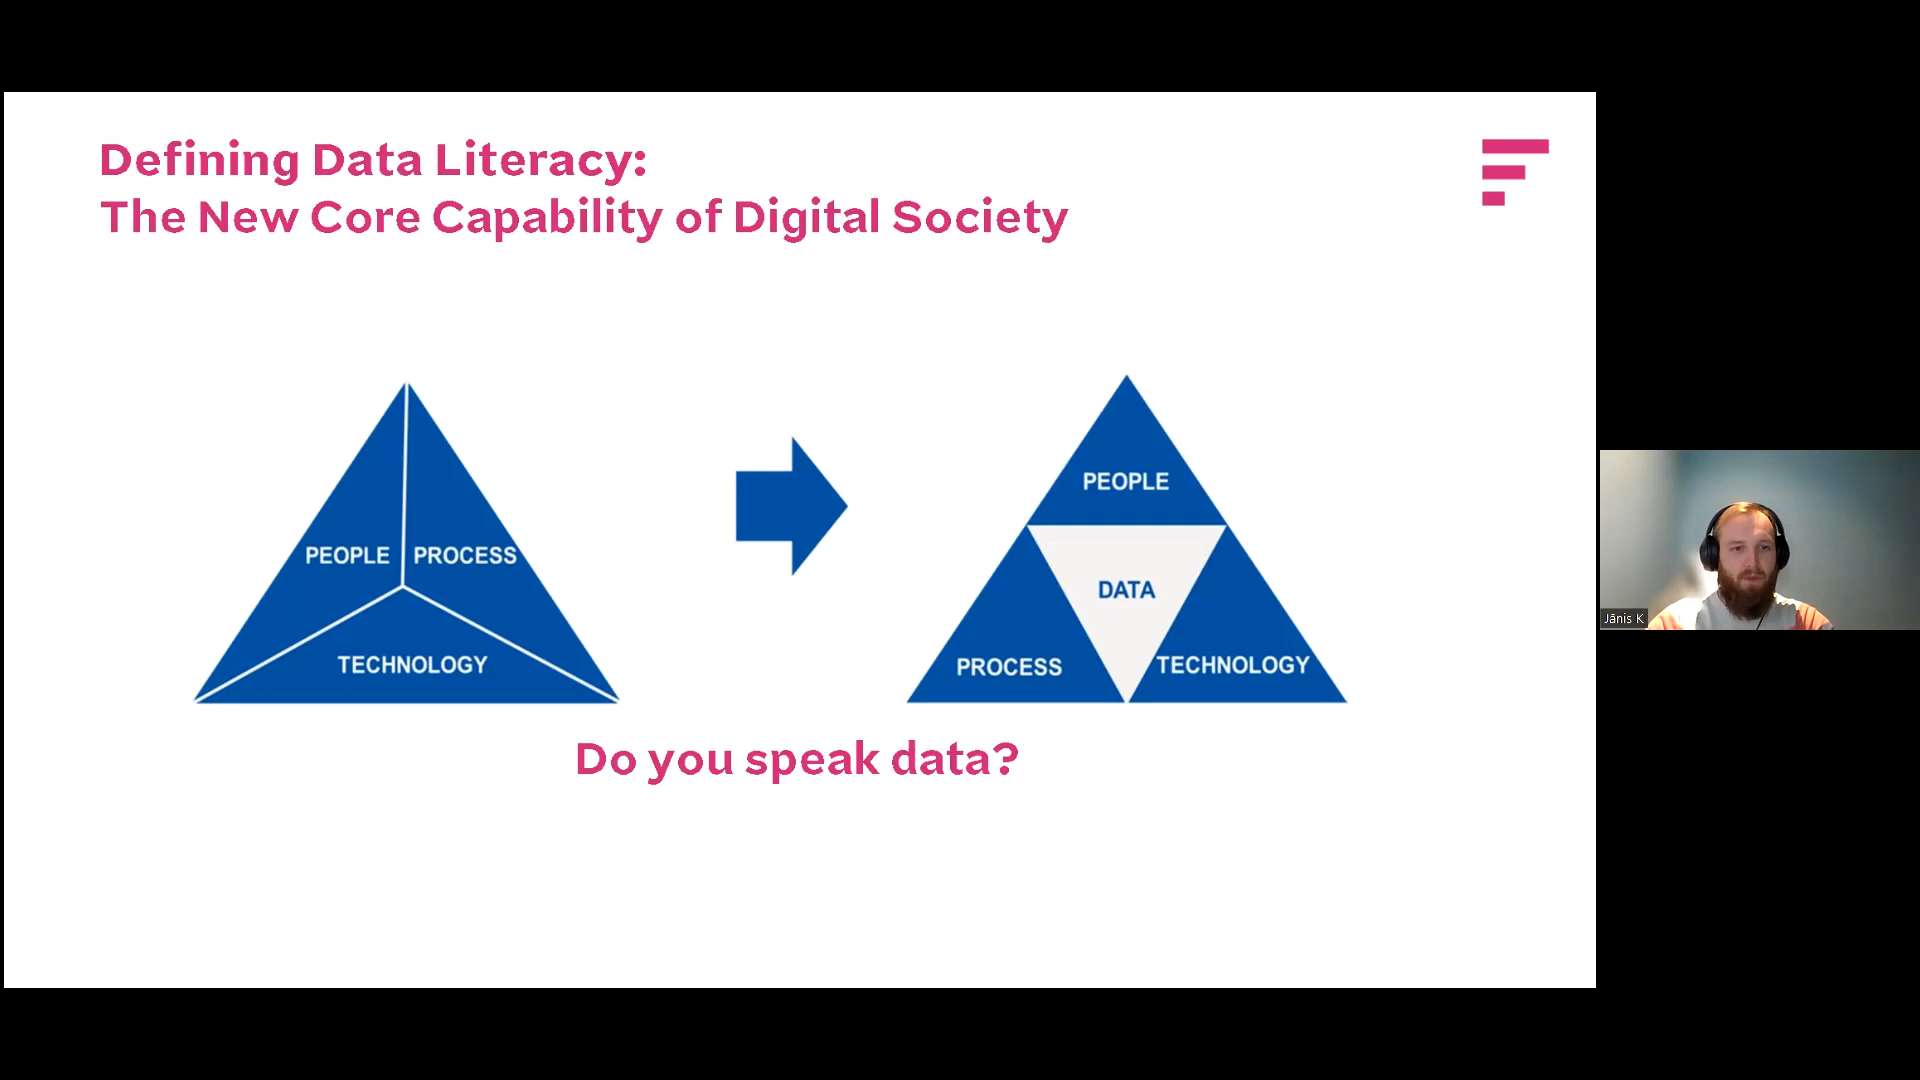 Defining Data Literacy:
The New Core Capability of Digital Society
PEOPLE PROCESS
TECHNOLOGY
PEOPLE
DATA
PROCESS TECHNOLOGY
Do you speak data?
Jānis K